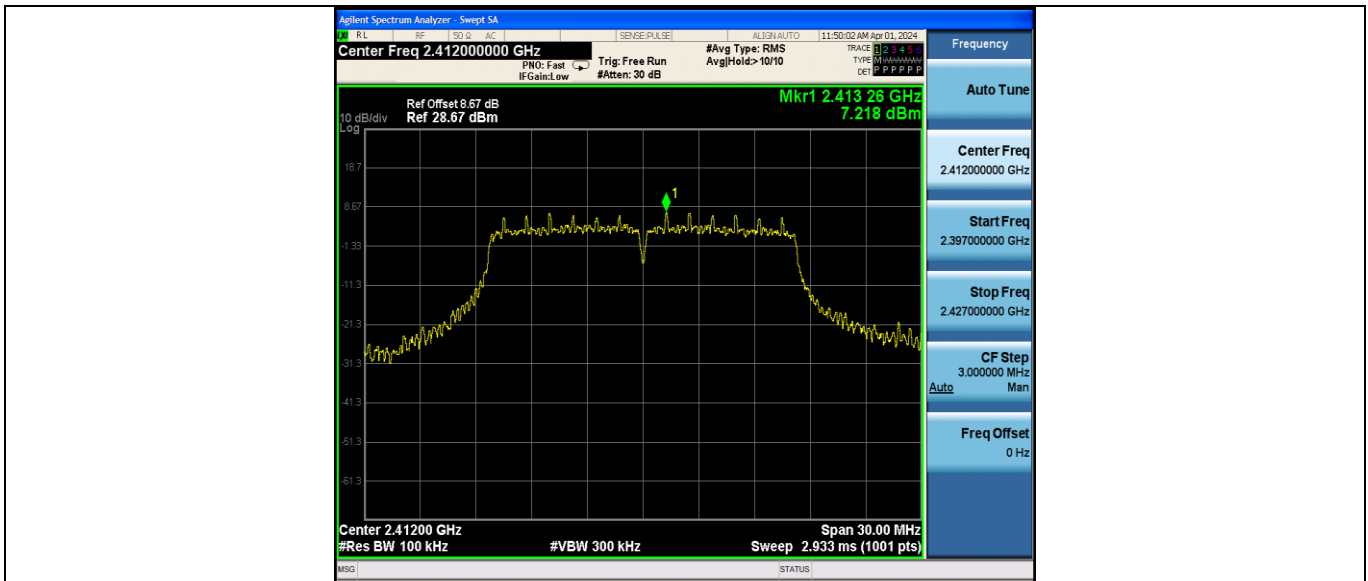 Agilent Spectrum Analyzer - Swept SA
LXI RL RF 50 Ω AC SENSE:PULSE ALIGN AUTO 11:50:02 AM Apr 01, 2024
Center Freq 2.412000000 GHz
PNO: Fast
IFGain:Low
Trig: Free Run
#Atten: 30 dB
#Avg Type: RMS
Avg|Hold:> 10/10
TRACE 1 2 3 4 5 6
TYPE M
DET P P P P P P
Mkr1 2.413 26 GHz
7.218 dBm
Ref Offset 8.67 dB
10 dB/div Ref 28.67 dBm
Log
18.7
8.67
-1.33
-11.3
-21.3
-31.3
-41.3
-51.3
-61.3
1
Center 2.41200 GHz Span 30.00 MHz
#Res BW 100 kHz #VBW 300 kHz Sweep 2.933 ms (1001 pts)
MSG STATUS
Frequency
Auto Tune
Center Freq
2.412000000 GHz
Start Freq
2.397000000 GHz
Stop Freq
2.427000000 GHz
CF Step
3.000000 MHz
Auto Man
Freq Offset
0 Hz